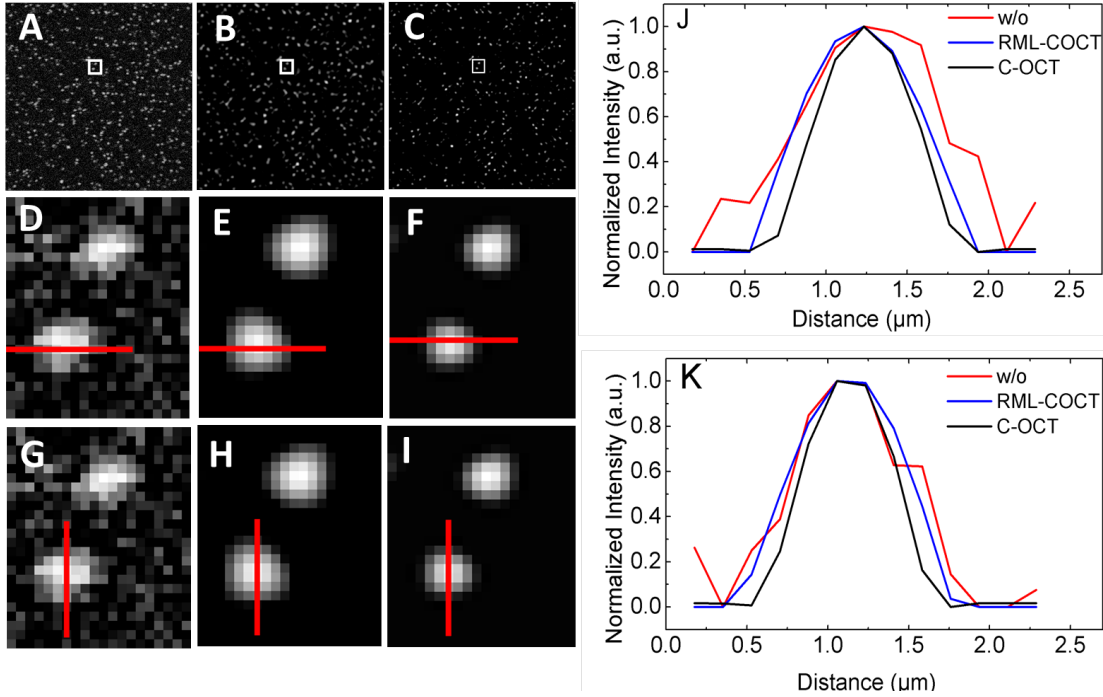 A
B
C
D
E
F
G
H
I
J
w/o
RML-COCT
C-OCT
Normalized Intensity (a.u.)
1.0
0.8
0.6
0.4
0.2
0.0
0.0 0.5 1.0 1.5 2.0 2.5
Distance (µm)
K
w/o
RML-COCT
C-OCT
Normalized Intensity (a.u.)
1.0
0.8
0.6
0.4
0.2
0.0
0.0 0.5 1.0 1.5 2.0 2.5
Distance (µm)